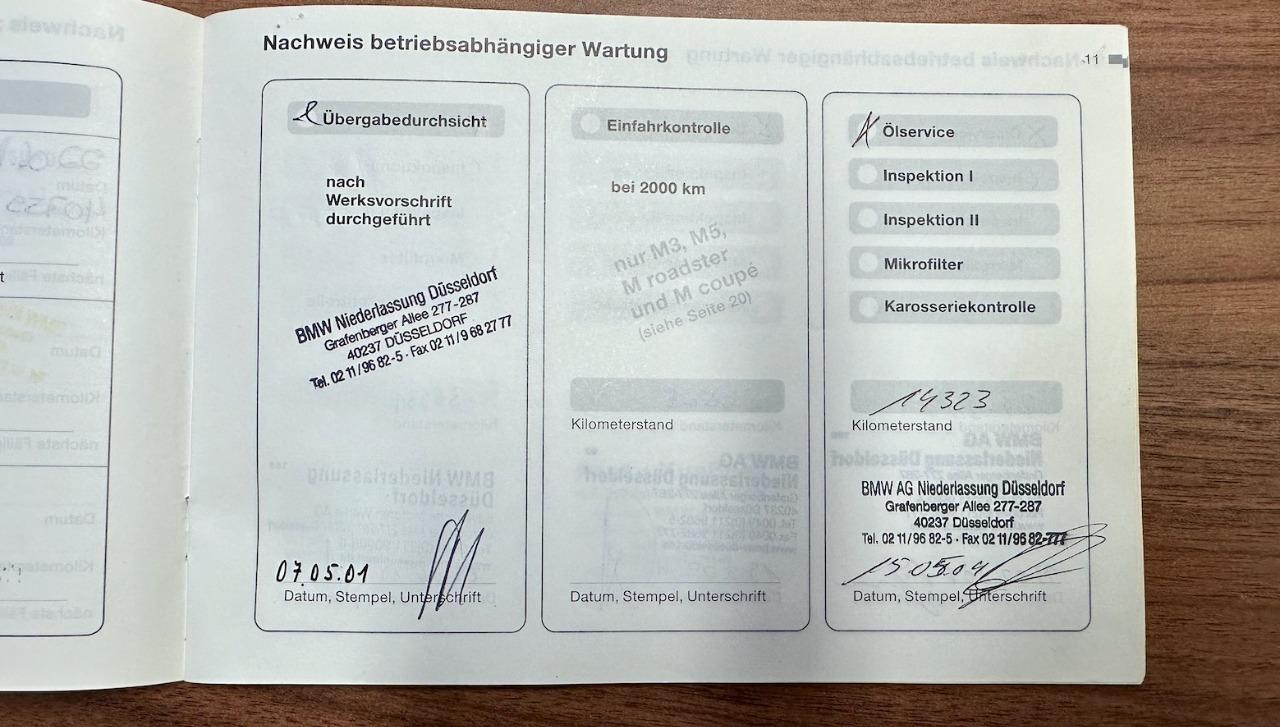 Nachweis betriebsabhängiger Wartung
11
Übergabedurchsicht
nach
Werksvorschrift
durchgeführt
BMW Niederlassung Düsseldorf
Grafenberger Allee 277-287
40237 DÜSSELDORF
Tel. 02 11/96 82-5 · Fax 02 11/9 68 27 77
07.05.01
Datum, Stempel, Unterschrift
Einfahrkontrolle
bei 2000 km
nur M3, M5,
M roadster
und M coupé
(siehe Seite 20)
Kilometerstand
Datum, Stempel, Unterschrift
Ölservice
Inspektion I
Inspektion II
Mikrofilter
Karosseriekontrolle
14323
Kilometerstand
BMW AG Niederlassung Düsseldorf
Grafenberger Allee 277-287
40237 Düsseldorf
Tel. 02 11/96 82-5 · Fax 02 11/96 82-777
Datum, Stempel, Unterschrift